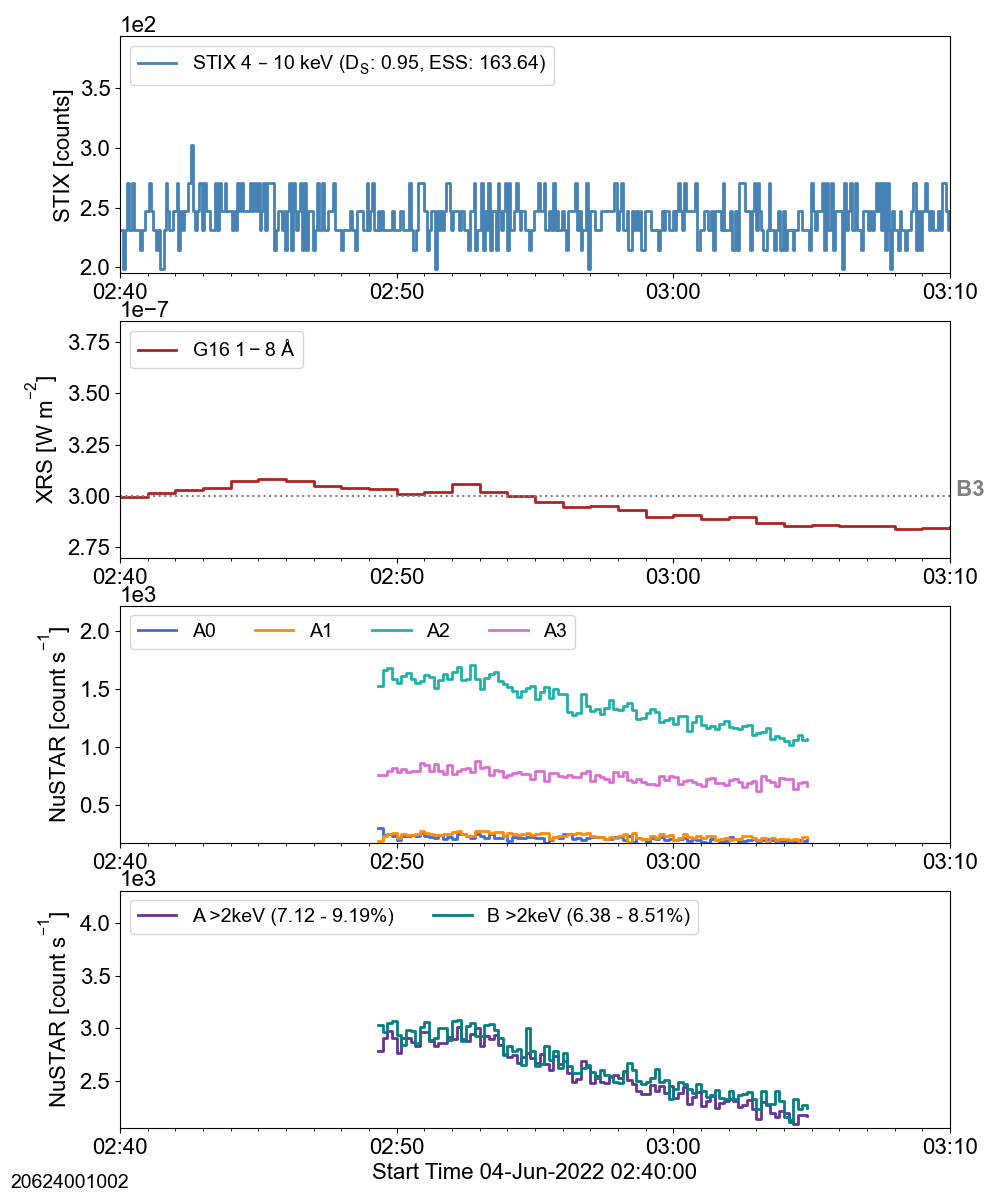 1e2
STIX 4 – 10 keV (D_S: 0.95, ESS: 163.64)
STIX [counts]
3.5
3.0
2.5
2.0
02:40 02:50 03:00 03:10
1e−7
G16 1 – 8 Å
XRS [W m⁻²]
3.75
3.50
3.25
3.00
2.75
B3
02:40 02:50 03:00 03:10
1e3
A0 A1 A2 A3
NuSTAR [count s⁻¹]
2.0
1.5
1.0
0.5
02:40 02:50 03:00 03:10
1e3
A >2keV (7.12 - 9.19%) B >2keV (6.38 - 8.51%)
NuSTAR [count s⁻¹]
4.0
3.5
3.0
2.5
02:40 02:50 03:00 03:10
Start Time 04-Jun-2022 02:40:00
20624001002